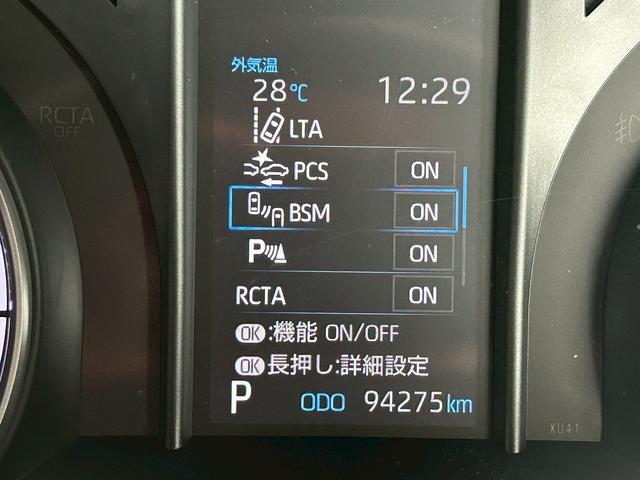 外気温
28℃ 12:29
LTA
PCS ON
BSM ON
P ON
RCTA ON
OK:機能 ON/OFF
OK長押し:詳細設定
P ODO 94275km
RCTA
OFF
XU41